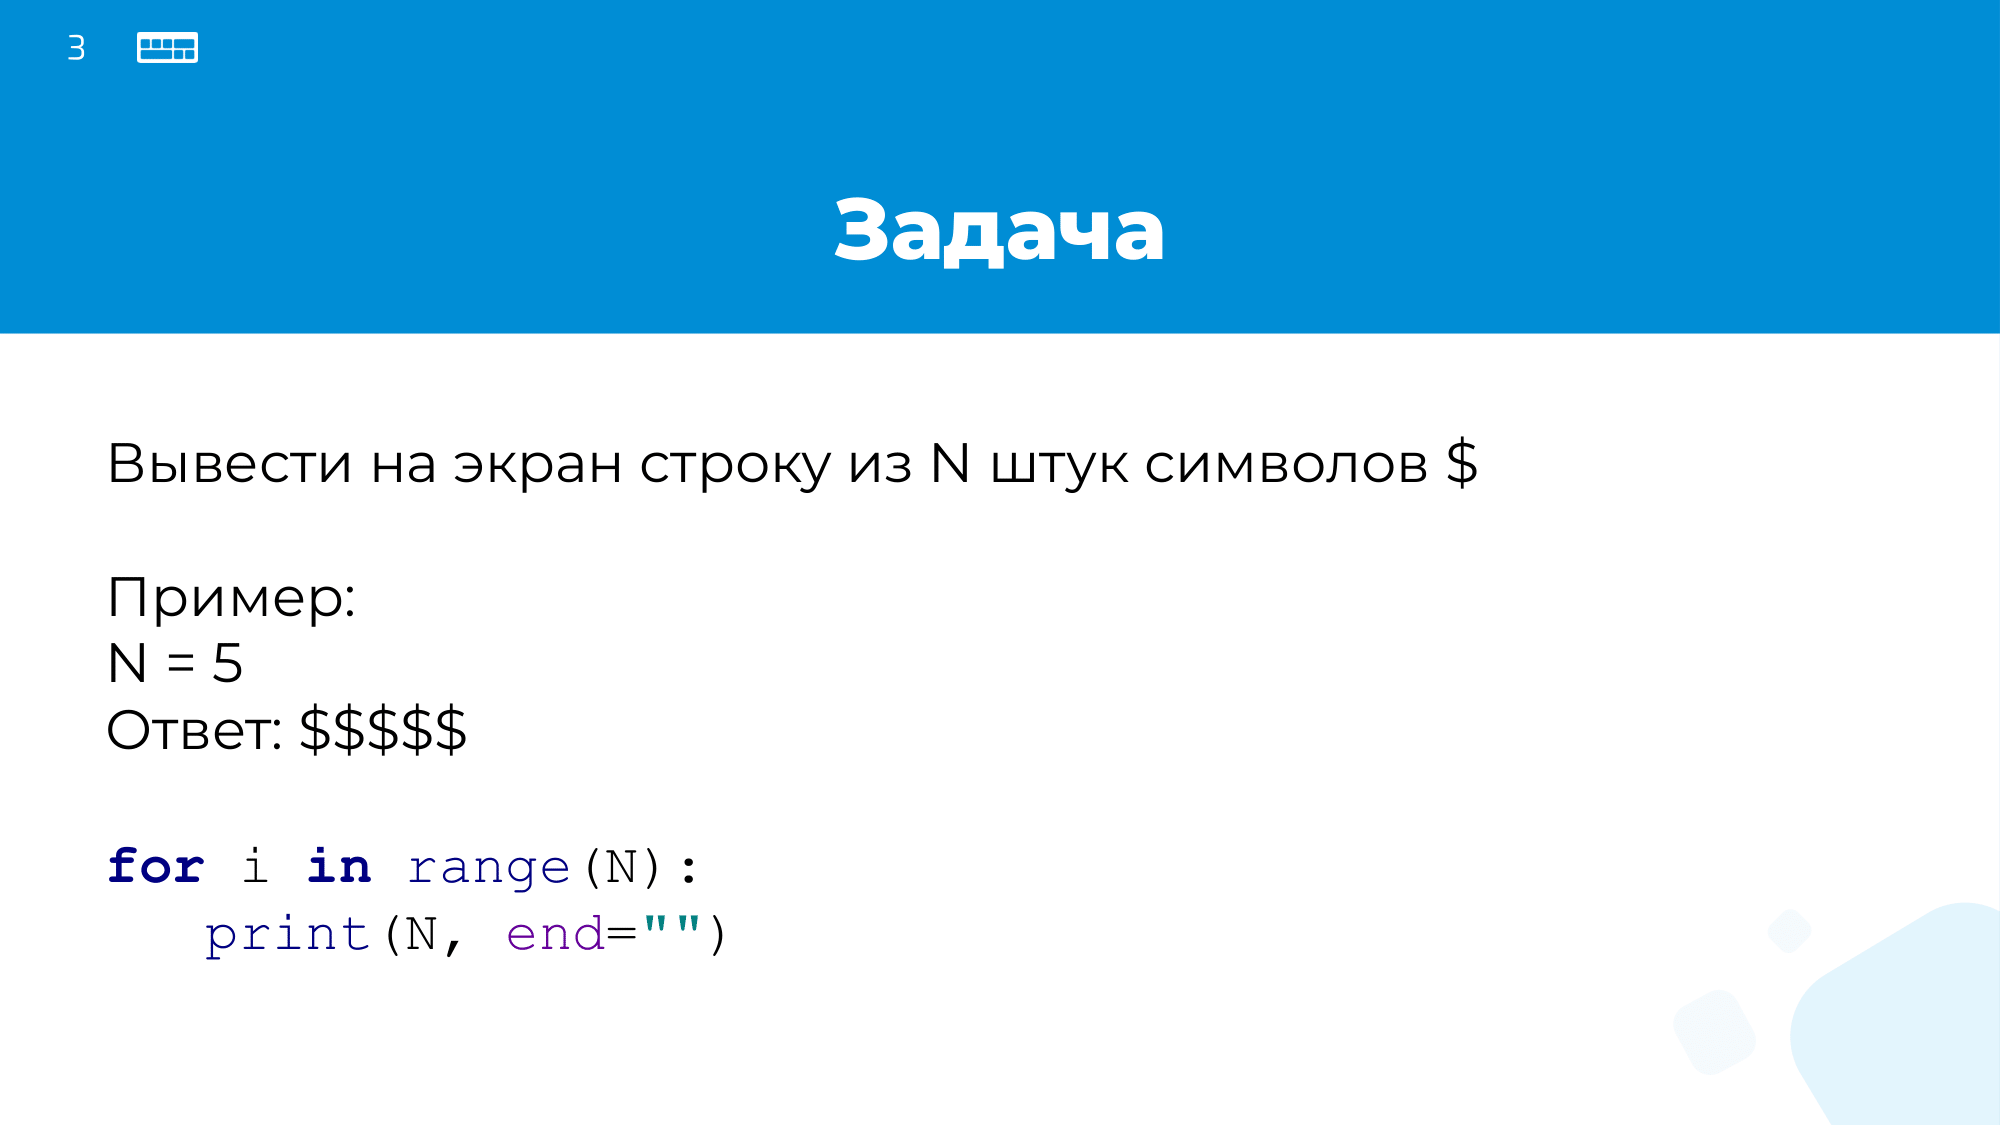 3
Задача
Вывести на экран строку из N штук символов $
Пример:
N = 5
Ответ: $$$$$
for i in range(N):
   print(N, end="")